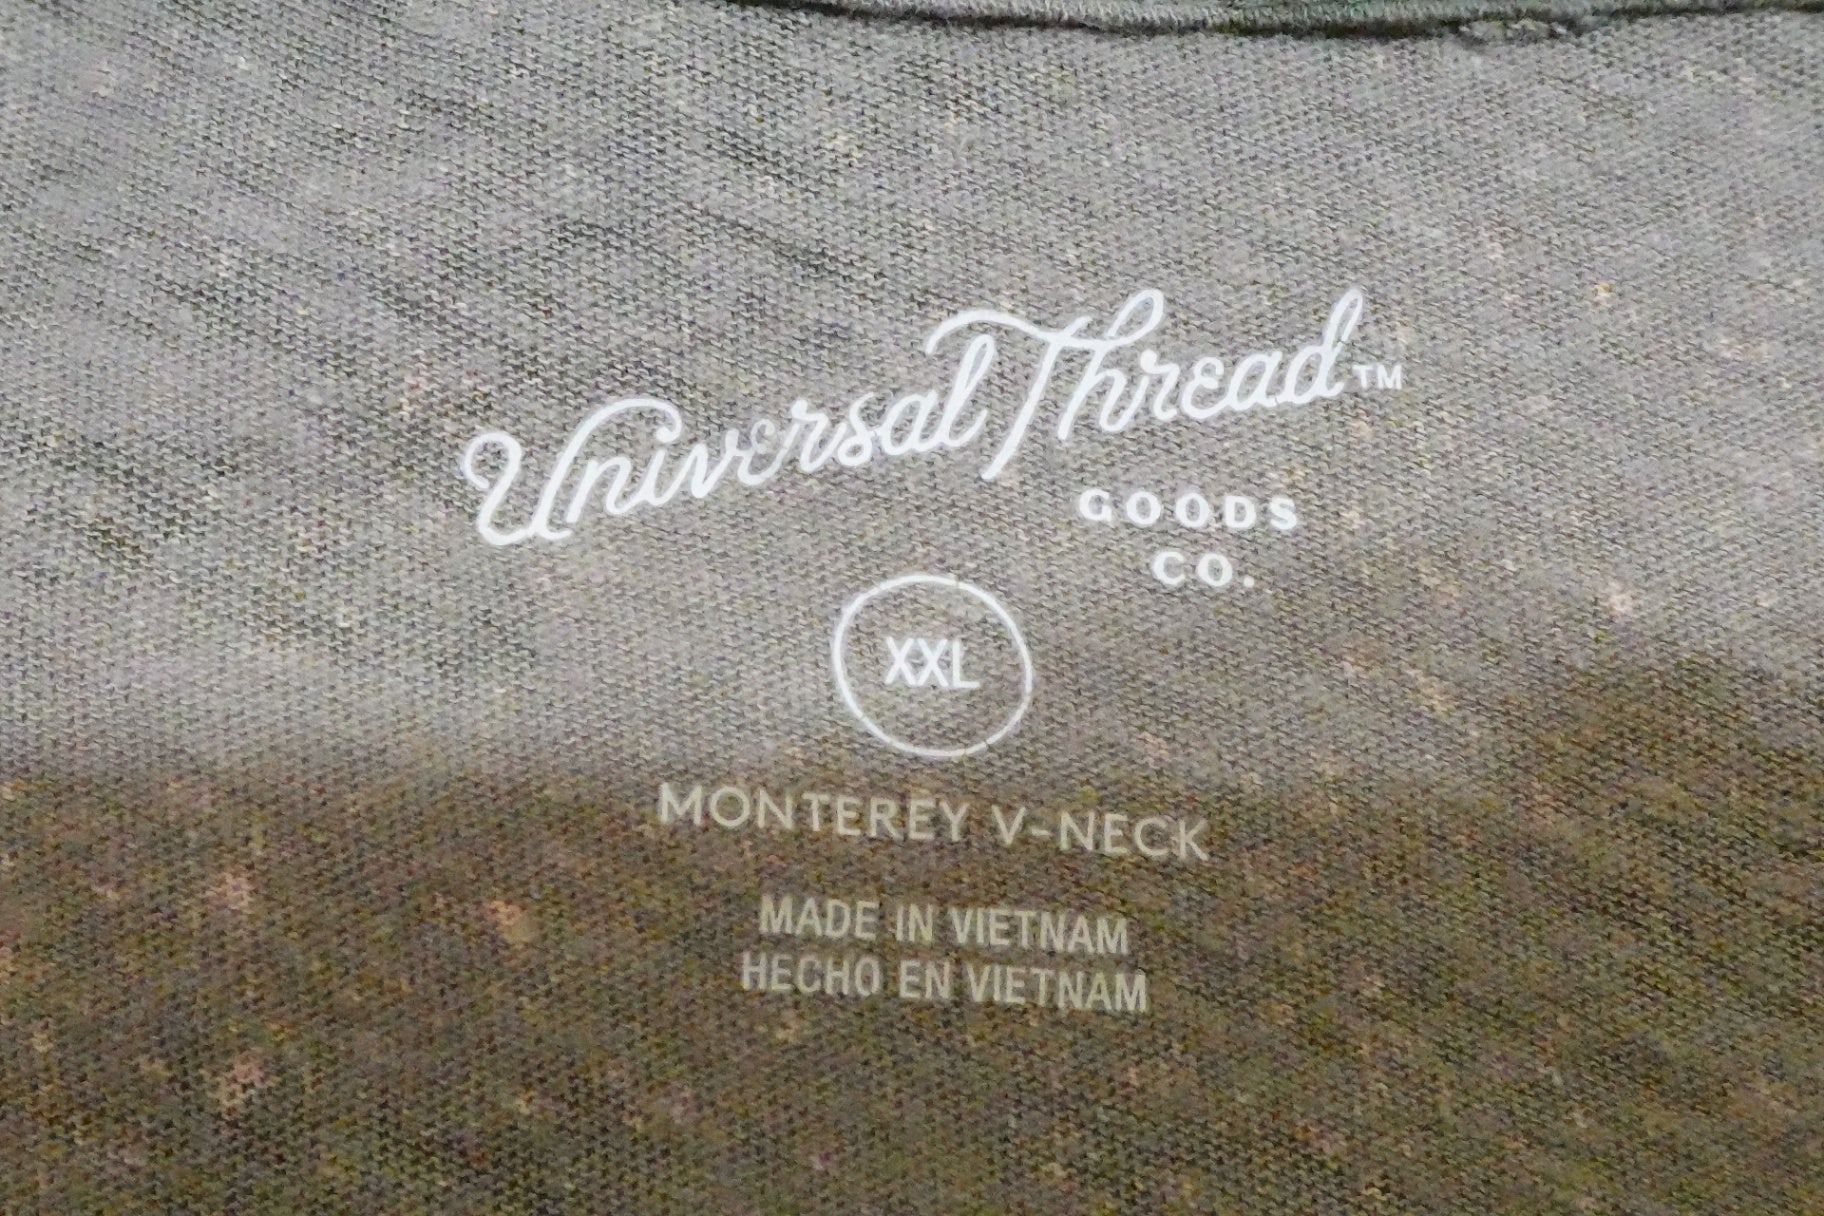 Universal Thread™
GOODS
CO.
XXL
MONTEREY V-NECK
MADE IN VIETNAM
HECHO EN VIETNAM